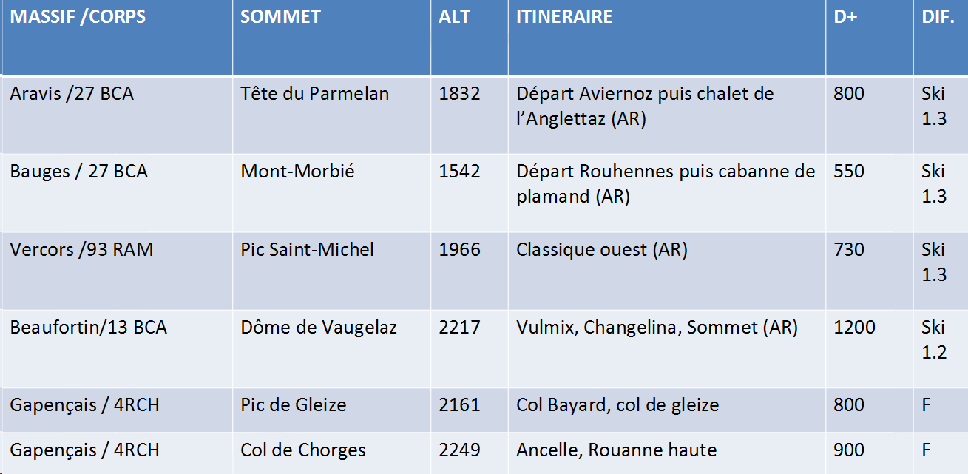 MASSIF /CORPS SOMMET ALT ITINERAIRE D+ DIF.
Aravis /27 BCA Tête du Parmelan 1832 Départ Aviernoz puis chalet de 800 Ski
l'Anglettaz (AR) 1.3
Bauges / 27 BCA Mont-Morbié 1542 Départ Rouhennes puis cabanne de 550 Ski
plamand (AR) 1.3
Vercors /93 RAM Pic Saint-Michel 1966 Classique ouest (AR) 730 Ski
1.3
Beaufortin/13 BCA Dôme de Vaugelaz 2217 Vulmix, Changelina, Sommet (AR) 1200 Ski
1.2
Gapençais / 4RCH Pic de Gleize 2161 Col Bayard, col de gleize 800 F
Gapençais / 4RCH Col de Chorges 2249 Ancelle, Rouanne haute 900 F